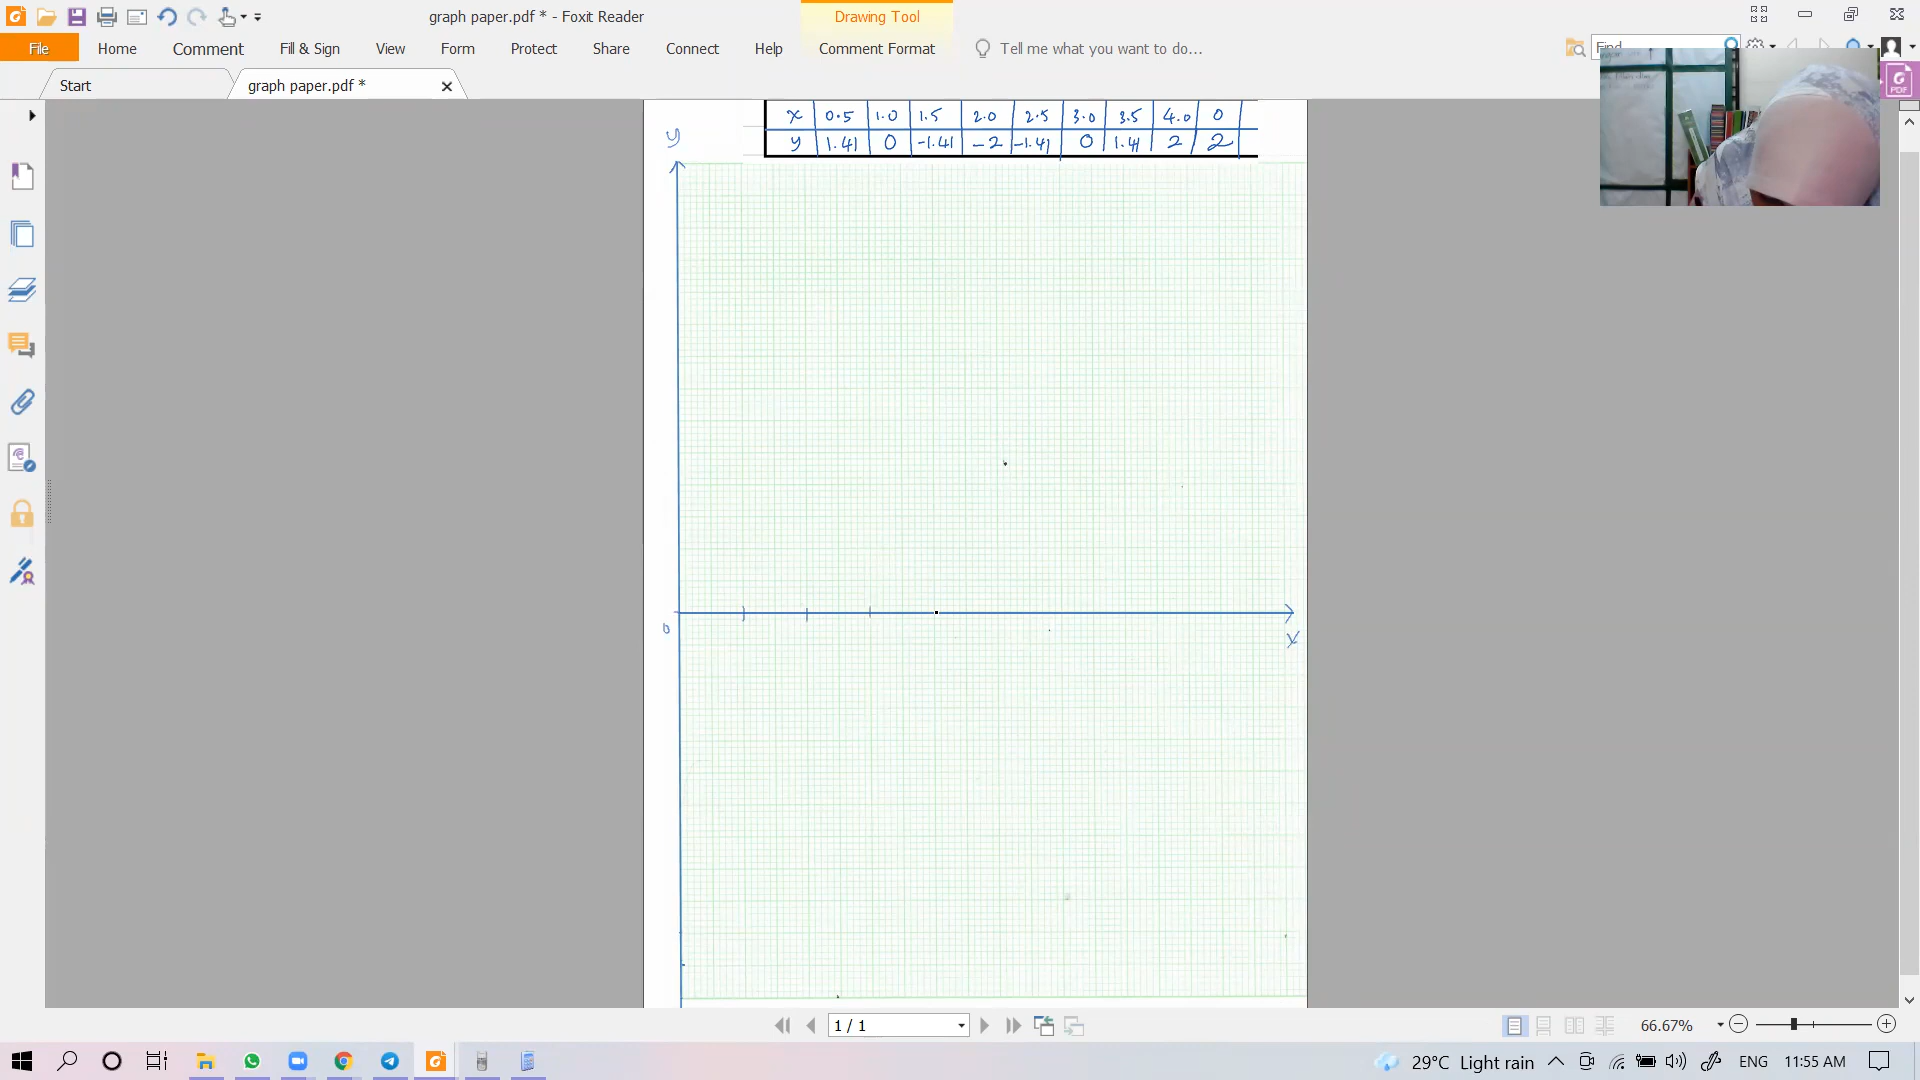 graph paper.pdf * - Foxit Reader
Drawing Tool
File Home Comment Fill & Sign View Form Protect Share Connect Help Comment Format Tell me what you want to do... Find
Start graph paper.pdf *
PDF
x 0.5 1.0 1.5 2.0 2.5 3.0 3.5 4.0 0
y 1.41 0 -1.41 -2 -1.41 0 1.41 2 2
y
0
x
1 / 1
66.67%
29°C Light rain ENG 11:55 AM